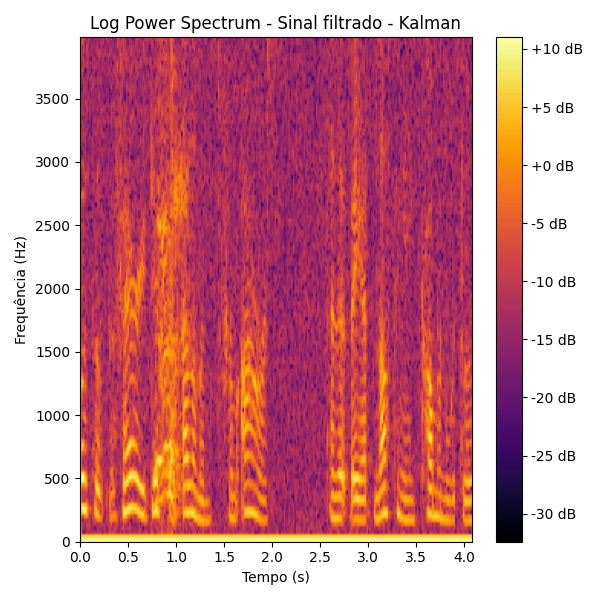 Log Power Spectrum - Sinal filtrado - Kalman
+10 dB
+5 dB
+0 dB
-5 dB
-10 dB
-15 dB
-20 dB
-25 dB
-30 dB
3500
3000
2500
2000
1500
1000
500
0
Frequência (Hz)
0.0 0.5 1.0 1.5 2.0 2.5 3.0 3.5 4.0
Tempo (s)